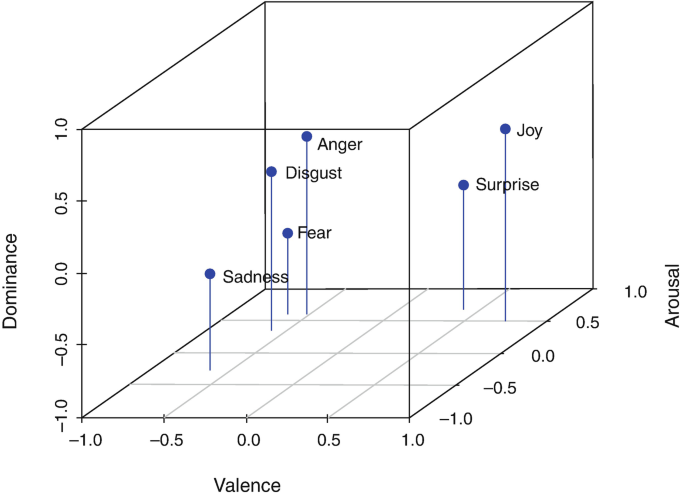 1.0
0.5
0.0
−0.5
−1.0
Dominance
Anger
Disgust
Fear
Sadness
Joy
Surprise
1.0
0.5
0.0
−0.5
−1.0
Arousal
−1.0
−0.5
0.0
0.5
1.0
Valence